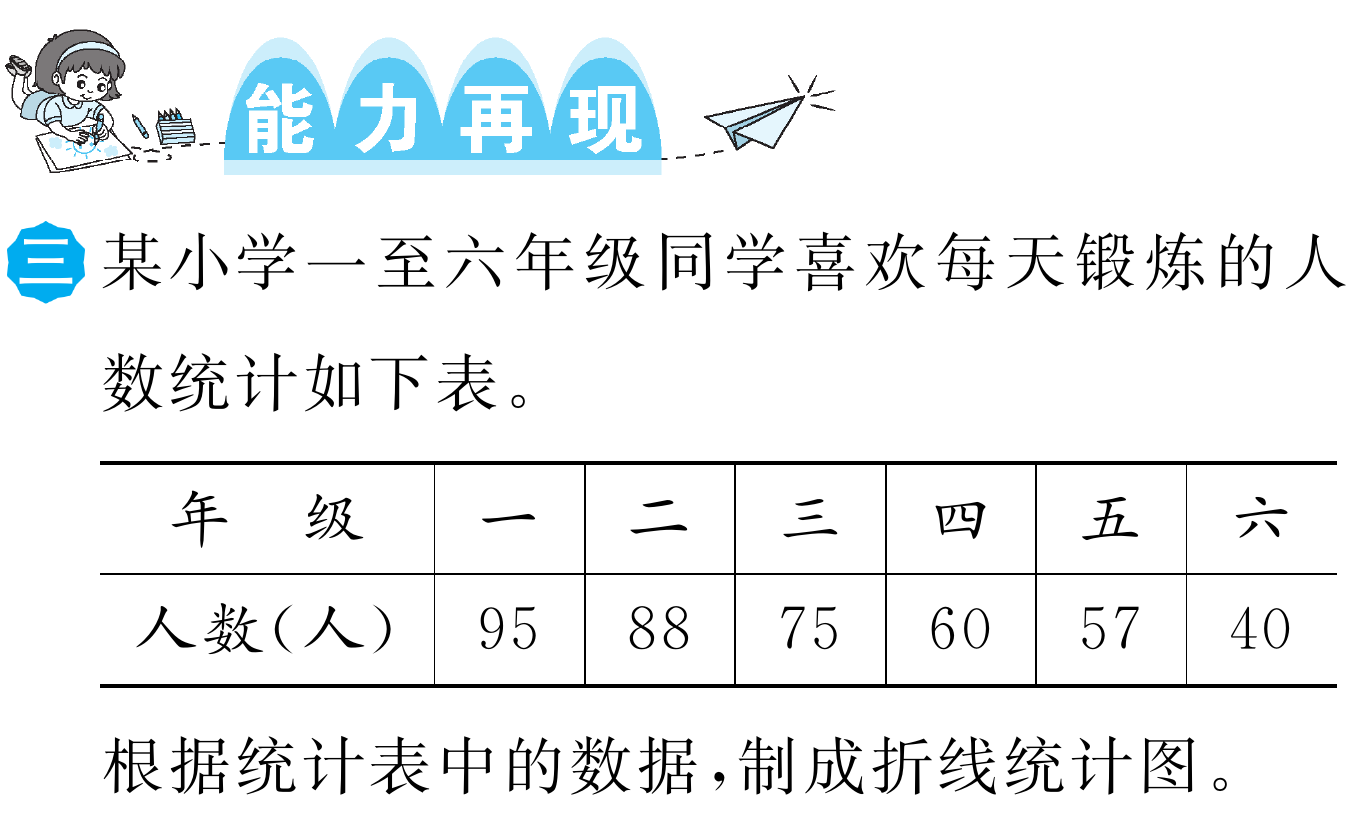 能力再现
三 某小学一至六年级同学喜欢每天锻炼的人
数统计如下表。
年 级 一 二 三 四 五 六
人数(人) 95 88 75 60 57 40
根据统计表中的数据,制成折线统计图。